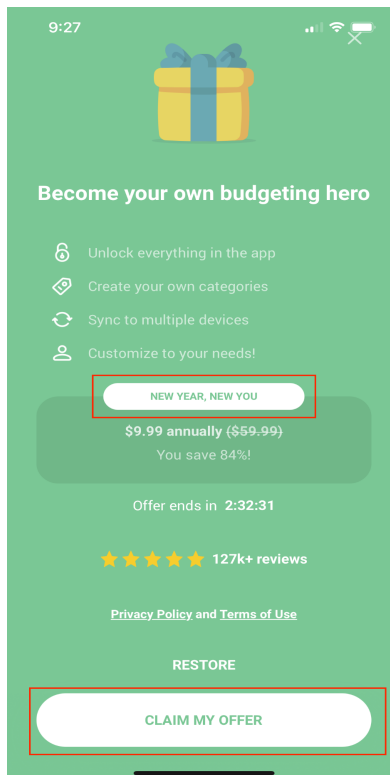 9:27
Become your own budgeting hero
Unlock everything in the app
Create your own categories
Sync to multiple devices
Customize to your needs!
NEW YEAR, NEW YOU
$9.99 annually ($59.99)
You save 84%!
Offer ends in 2:32:31
127k+ reviews
Privacy Policy and Terms of Use
RESTORE
CLAIM MY OFFER